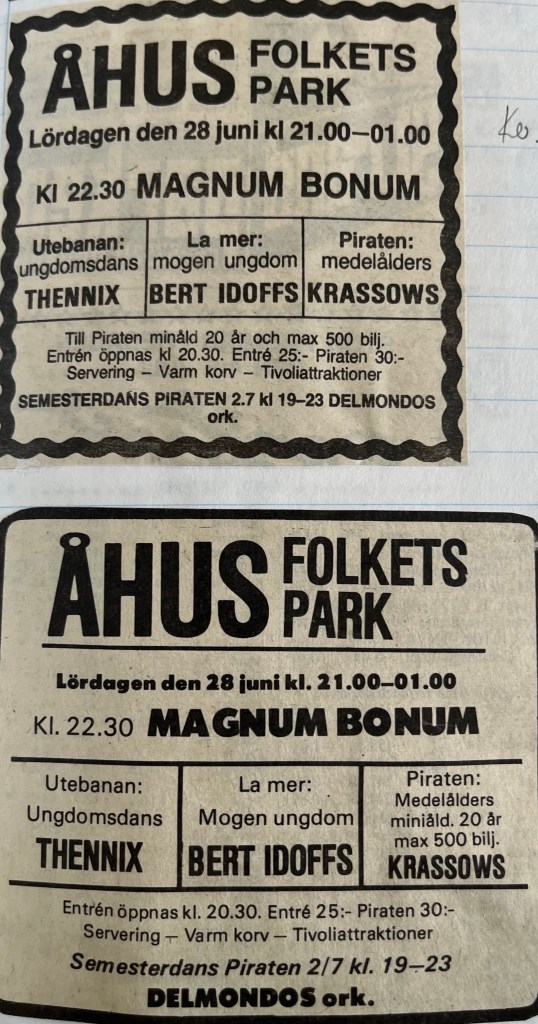 ÅHUS FOLKETS PARK
Lördagen den 28 juni kl 21.00—01.00
Kl 22.30 MAGNUM BONUM
Utebanan:
ungdomsdans
THENNIX
La mer:
mogen ungdom
BERT IDOFFS
Piraten:
medelålders
KRASSOWS
Till Piraten minåld 20 år och max 500 bilj.
Entrén öppnas kl 20.30. Entré 25:- Piraten 30:-
Servering – Varm korv – Tivoliattraktioner
SEMESTERDANS PIRATEN 2.7 kl 19–23 DELMONDOS
ork.
ÅHUS FOLKETS PARK
Lördagen den 28 juni kl. 21.00–01.00
Kl. 22.30 MAGNUM BONUM
Utebanan:
Ungdomsdans
THENNIX
La mer:
Mogen ungdom
BERT IDOFFS
Piraten:
Medelålders
miniåld. 20 år
max 500 bilj.
KRASSOWS
Entrén öppnas kl. 20.30. Entré 25:- Piraten 30:-
Servering – Varm korv – Tivoliattraktioner
Semesterdans Piraten 2/7 kl. 19–23
DELMONDOS ork.